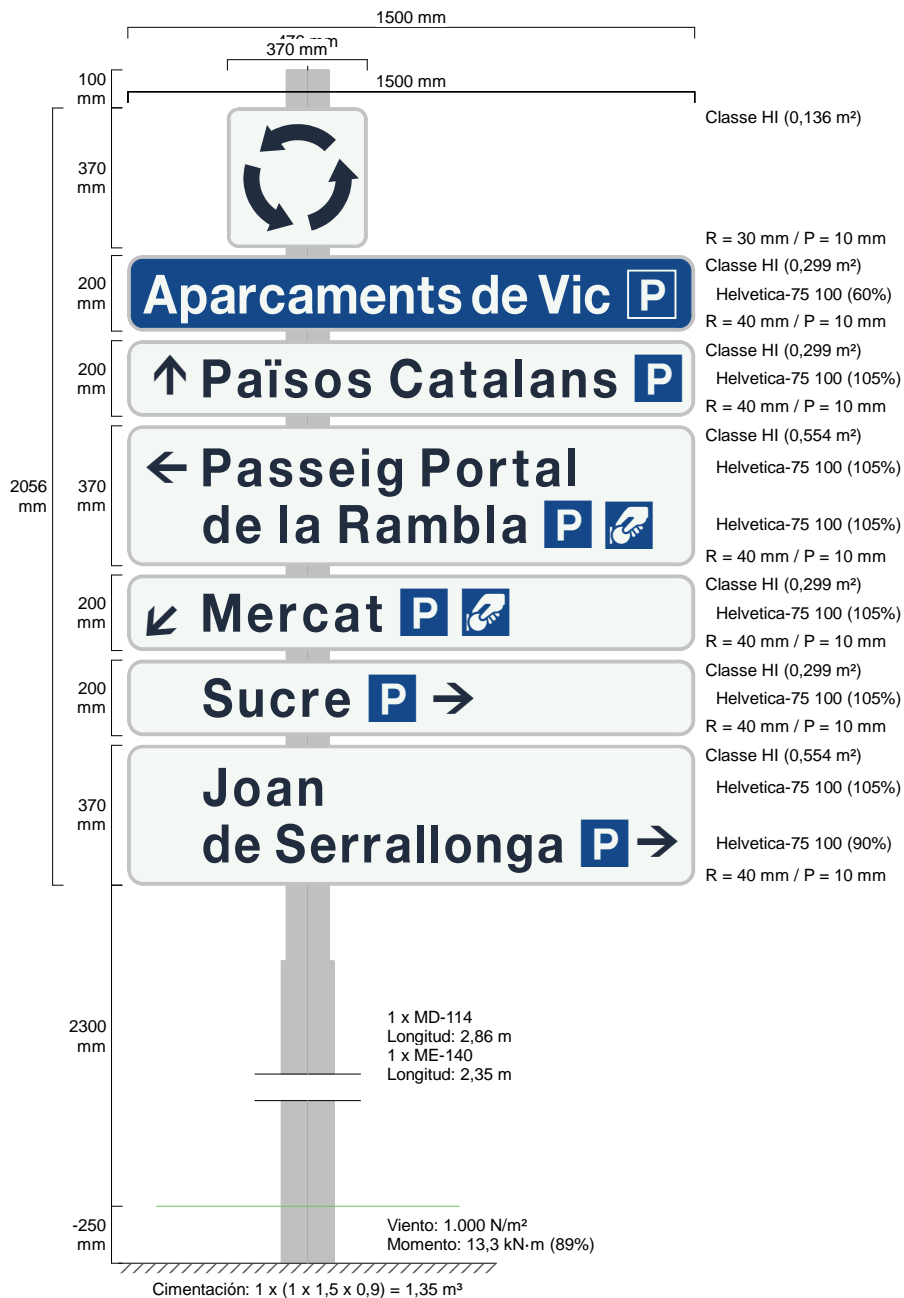 1500 mm
370 mm
1500 mm
100
mm
Classe HI (0,136 m²)
370
mm
R = 30 mm / P = 10 mm
200
mm
Aparcaments de Vic P
Classe HI (0,299 m²)
Helvetica-75 100 (60%)
R = 40 mm / P = 10 mm
200
mm
Països Catalans P
Classe HI (0,299 m²)
Helvetica-75 100 (105%)
R = 40 mm / P = 10 mm
2056
mm
370
mm
Passeig Portal
de la Rambla P
Classe HI (0,554 m²)
Helvetica-75 100 (105%)
Helvetica-75 100 (105%)
R = 40 mm / P = 10 mm
200
mm
Mercat P
Classe HI (0,299 m²)
Helvetica-75 100 (105%)
R = 40 mm / P = 10 mm
200
mm
Sucre P
Classe HI (0,299 m²)
Helvetica-75 100 (105%)
R = 40 mm / P = 10 mm
370
mm
Joan
de Serrallonga P
Classe HI (0,554 m²)
Helvetica-75 100 (105%)
Helvetica-75 100 (90%)
R = 40 mm / P = 10 mm
2300
mm
1 x MD-114
Longitud: 2,86 m
1 x ME-140
Longitud: 2,35 m
-250
mm
Viento: 1.000 N/m²
Momento: 13,3 kN·m (89%)
Cimentación: 1 x (1 x 1,5 x 0,9) = 1,35 m³